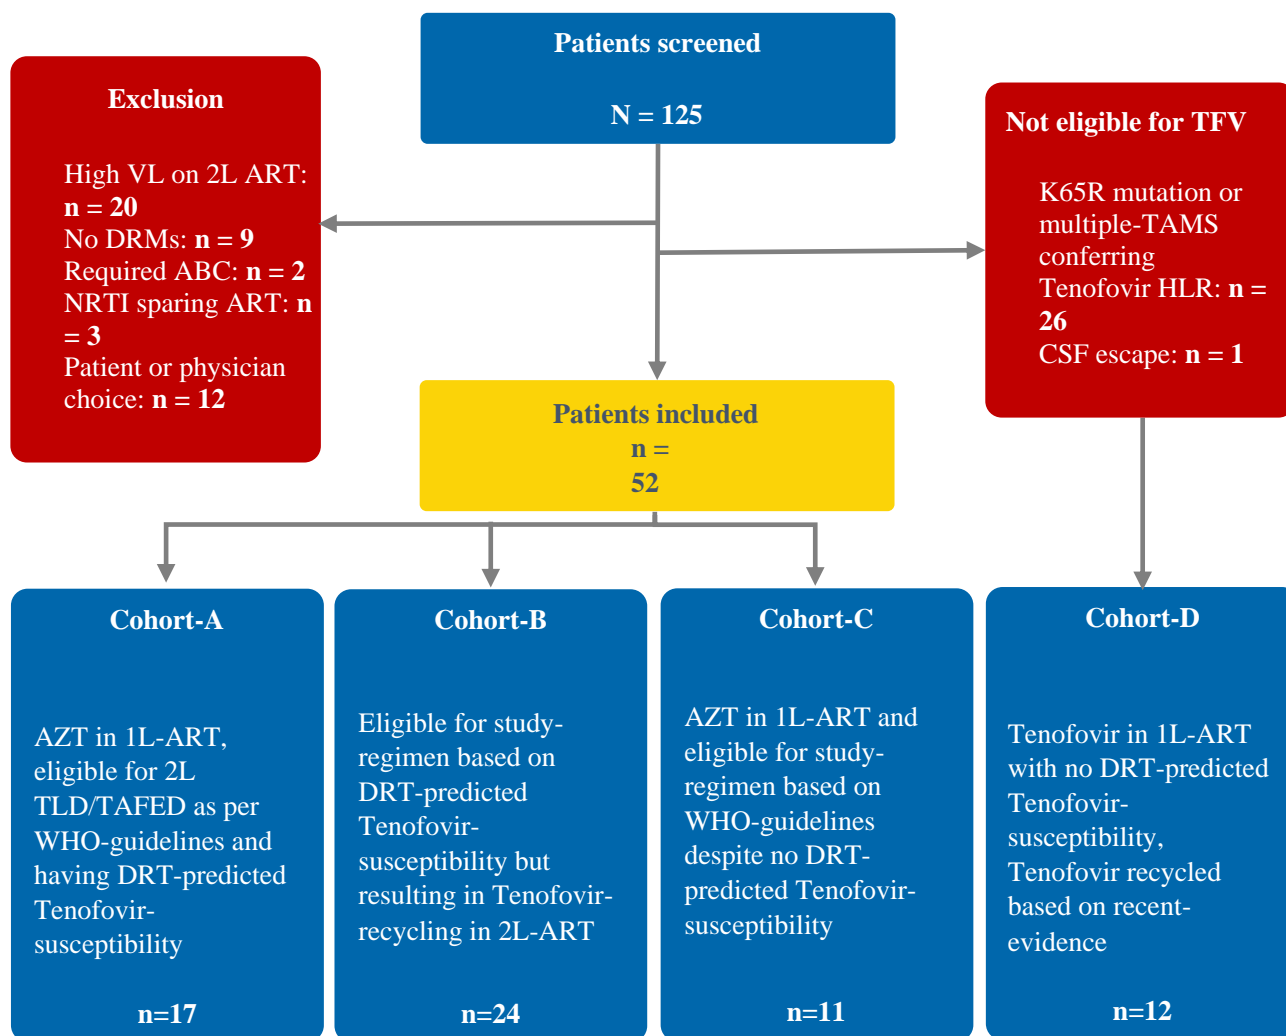 Patients screened
N = 125
Exclusion
High VL on 2L ART:
n = 20
No DRMs: n = 9
Required ABC: n = 2
NRTI sparing ART: n
= 3
Patient or physician
choice: n = 12
Not eligible for TFV
K65R mutation or
multiple-TAMS
conferring
Tenofovir HLR: n =
26
CSF escape: n = 1
Patients included
n =
52
Cohort-A
AZT in 1L-ART,
eligible for 2L
TLD/TAFED as per
WHO-guidelines and
having DRT-predicted
Tenofovir-
susceptibility
n=17
Cohort-B
Eligible for study-
regimen based on
DRT-predicted
Tenofovir-
susceptibility but
resulting in Tenofovir-
recycling in 2L-ART
n=24
Cohort-C
AZT in 1L-ART and
eligible for study-
regimen based on
WHO-guidelines
despite no DRT-
predicted Tenofovir-
susceptibility
n=11
Cohort-D
Tenofovir in 1L-ART
with no DRT-predicted
Tenofovir-
susceptibility,
Tenofovir recycled
based on recent-
evidence
n=12